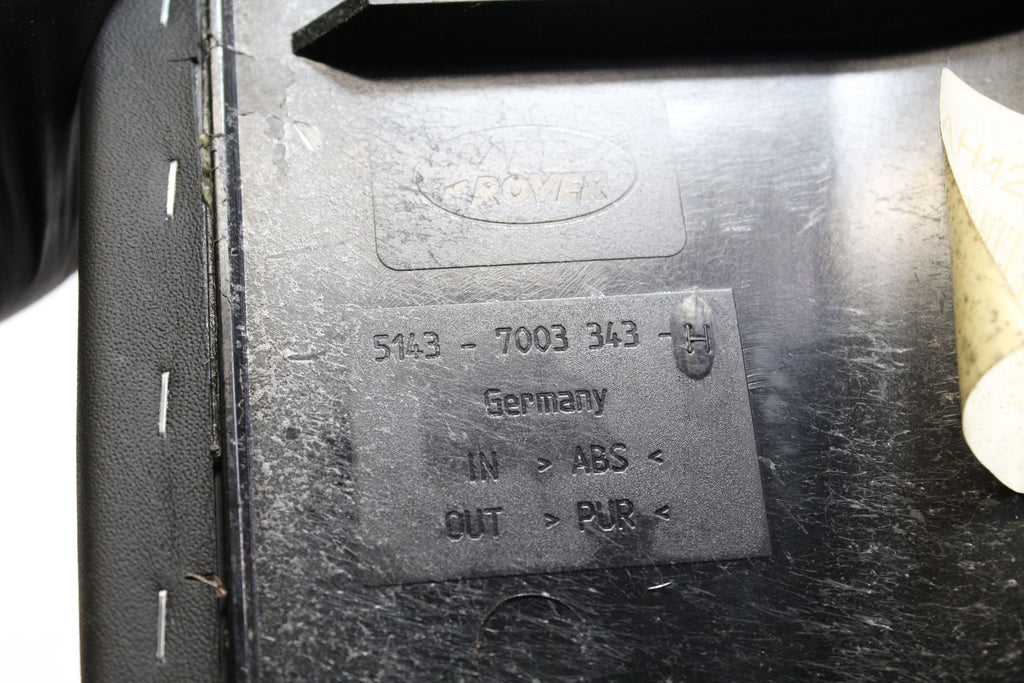 ROVER
5143 - 7003 343 - H
Germany
IN > ABS <
OUT > PUR <